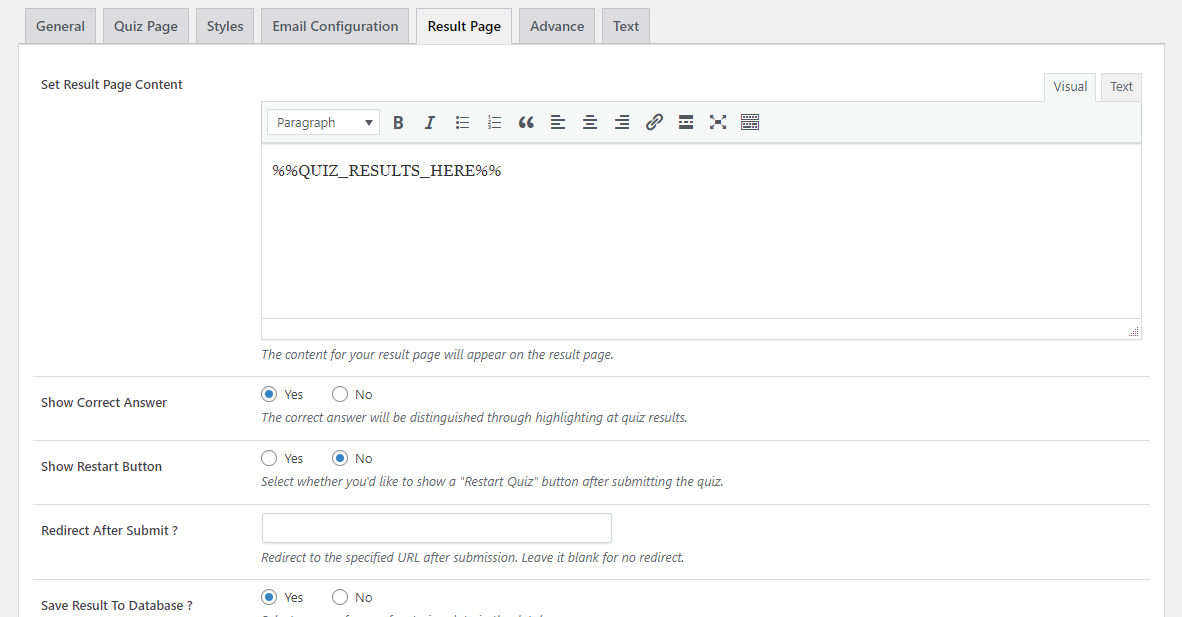 General Quiz Page Styles Email Configuration Result Page Advance Text
Set Result Page Content
Visual Text
Paragraph B I
%%QUIZ_RESULTS_HERE%%
The content for your result page will appear on the result page.
Show Correct Answer
Yes No
The correct answer will be distinguished through highlighting at quiz results.
Show Restart Button
Yes No
Select whether you'd like to show a "Restart Quiz" button after submitting the quiz.
Redirect After Submit ?
Redirect to the specified URL after submission. Leave it blank for no redirect.
Save Result To Database ?
Yes No